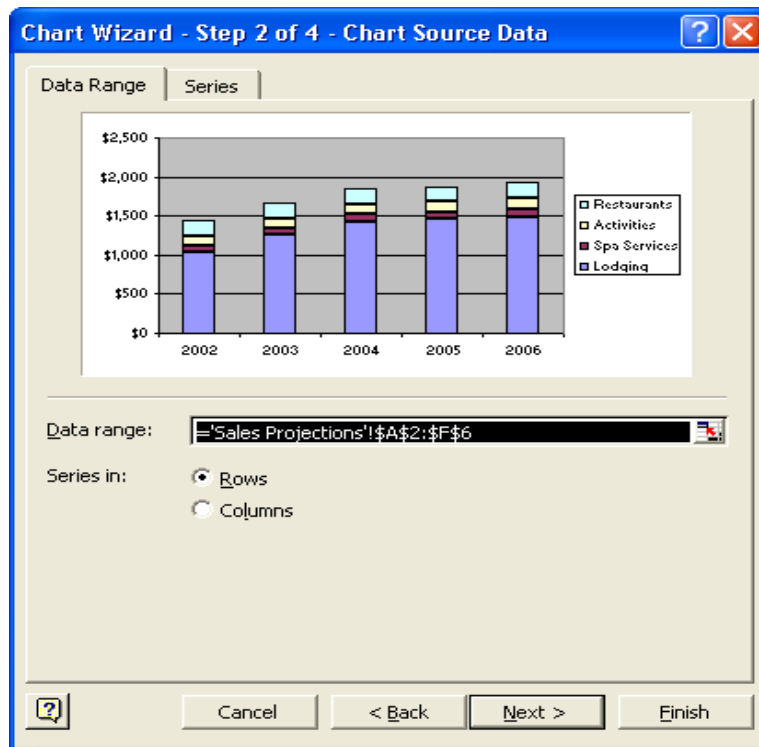 Chart Wizard - Step 2 of 4 - Chart Source Data
Data Range
Series
$2,500
$2,000
$1,500
$1,000
$500
$0
2002 2003 2004 2005 2006
Restaurants
Activities
Spa Services
Lodging
Data range:
='Sales Projections'!$A$2:$F$6
Series in:
Rows
Columns
Cancel
< Back
Next >
Finish